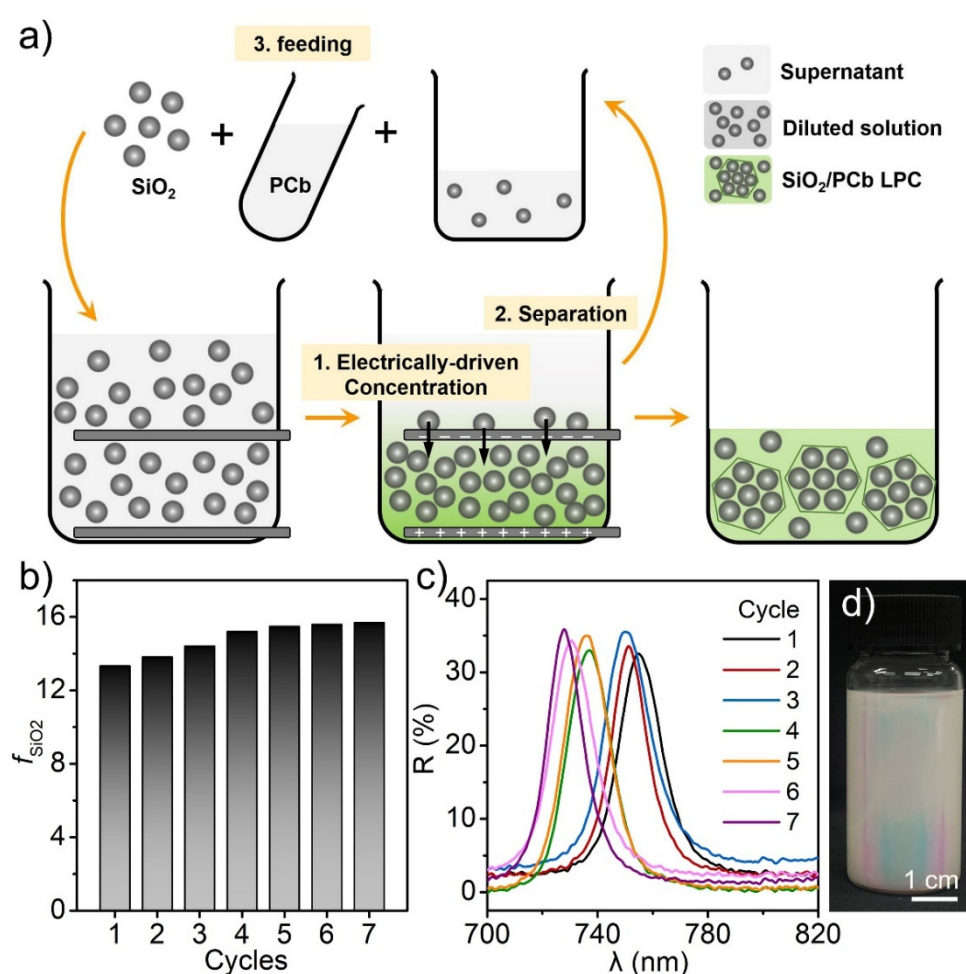 a)
3. feeding
+
+
SiO₂
PCb
Supernatant
Diluted solution
SiO₂/PCb LPC
2. Separation
1. Electrically-driven
Concentration
− − − − − − − −
+ + + + + + + + +
b)
16
12
8
4
0
fSiO2
1 2 3 4 5 6 7
Cycles
c)
40
30
20
10
0
R (%)
Cycle
1
2
3
4
5
6
7
700 740 780 820
λ (nm)
d)
1 cm